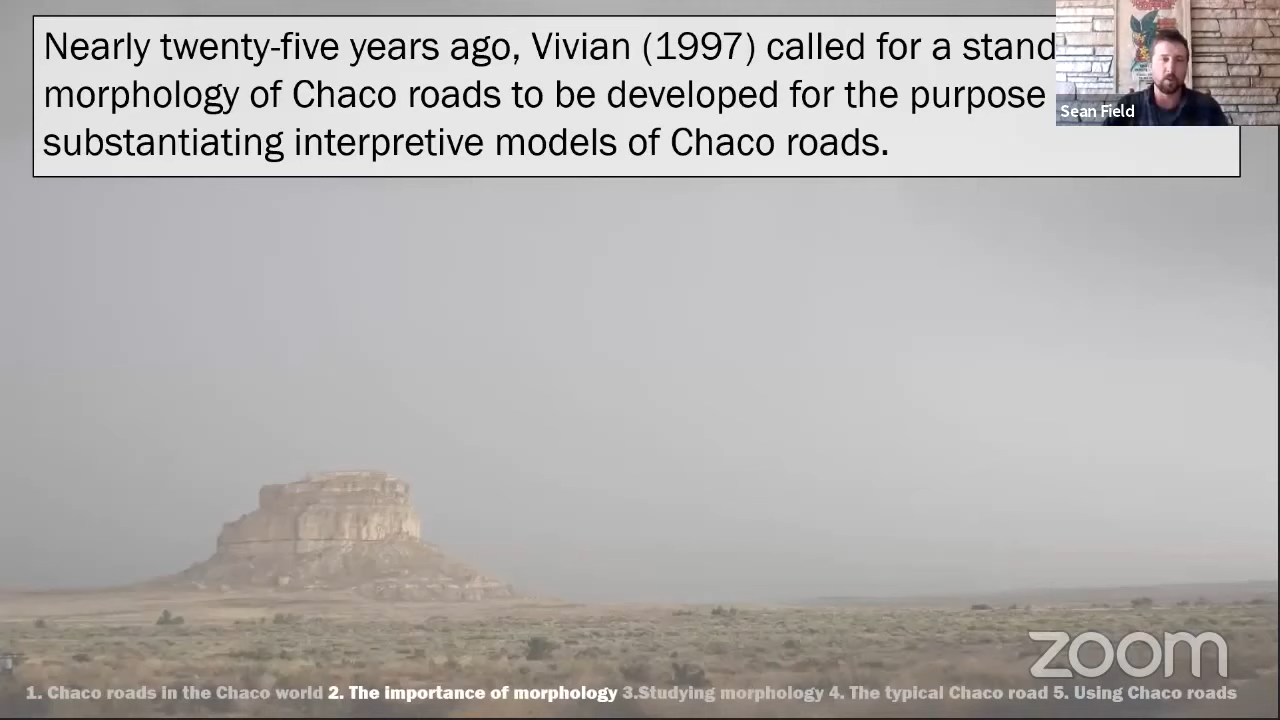 Nearly twenty-five years ago, Vivian (1997) called for a stand
morphology of Chaco roads to be developed for the purpose
substantiating interpretive models of Chaco roads.
Sean Field
zoom
1. Chaco roads in the Chaco world 2. The importance of morphology 3.Studying morphology 4. The typical Chaco road 5. Using Chaco roads